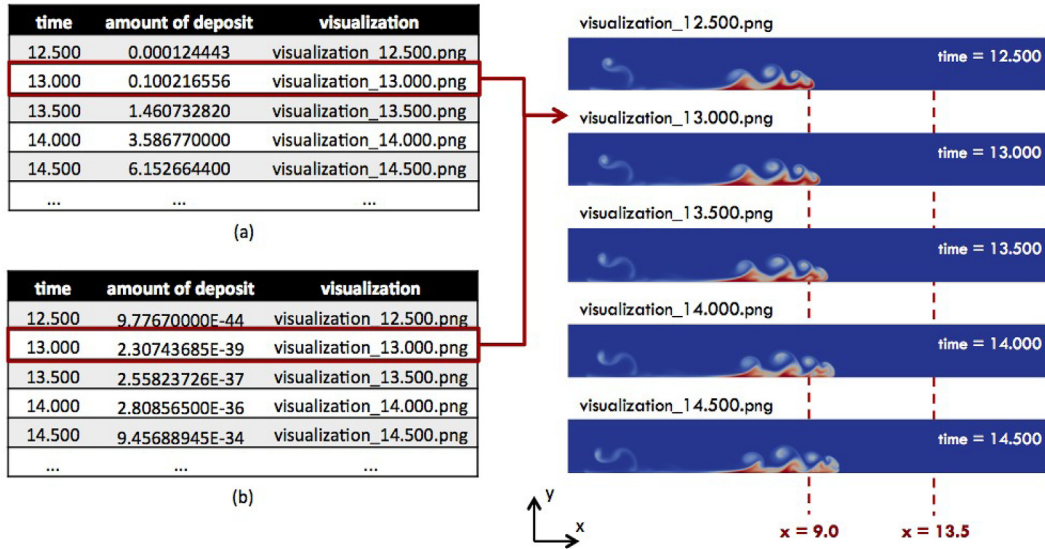 time amount of deposit visualization
12.500 0.000124443 visualization_12.500.png
13.000 0.100216556 visualization_13.000.png
13.500 1.460732820 visualization_13.500.png
14.000 3.586770000 visualization_14.000.png
14.500 6.152664400 visualization_14.500.png
... ... ...
(a)
time amount of deposit visualization
12.500 9.77670000E-44 visualization_12.500.png
13.000 2.30743685E-39 visualization_13.000.png
13.500 2.55823726E-37 visualization_13.500.png
14.000 2.80856500E-36 visualization_14.000.png
14.500 9.45688945E-34 visualization_14.500.png
... ... ...
(b)
visualization_12.500.png
time = 12.500
visualization_13.000.png
time = 13.000
visualization_13.500.png
time = 13.500
visualization_14.000.png
time = 14.000
visualization_14.500.png
time = 14.500
y
x
x = 9.0 x = 13.5